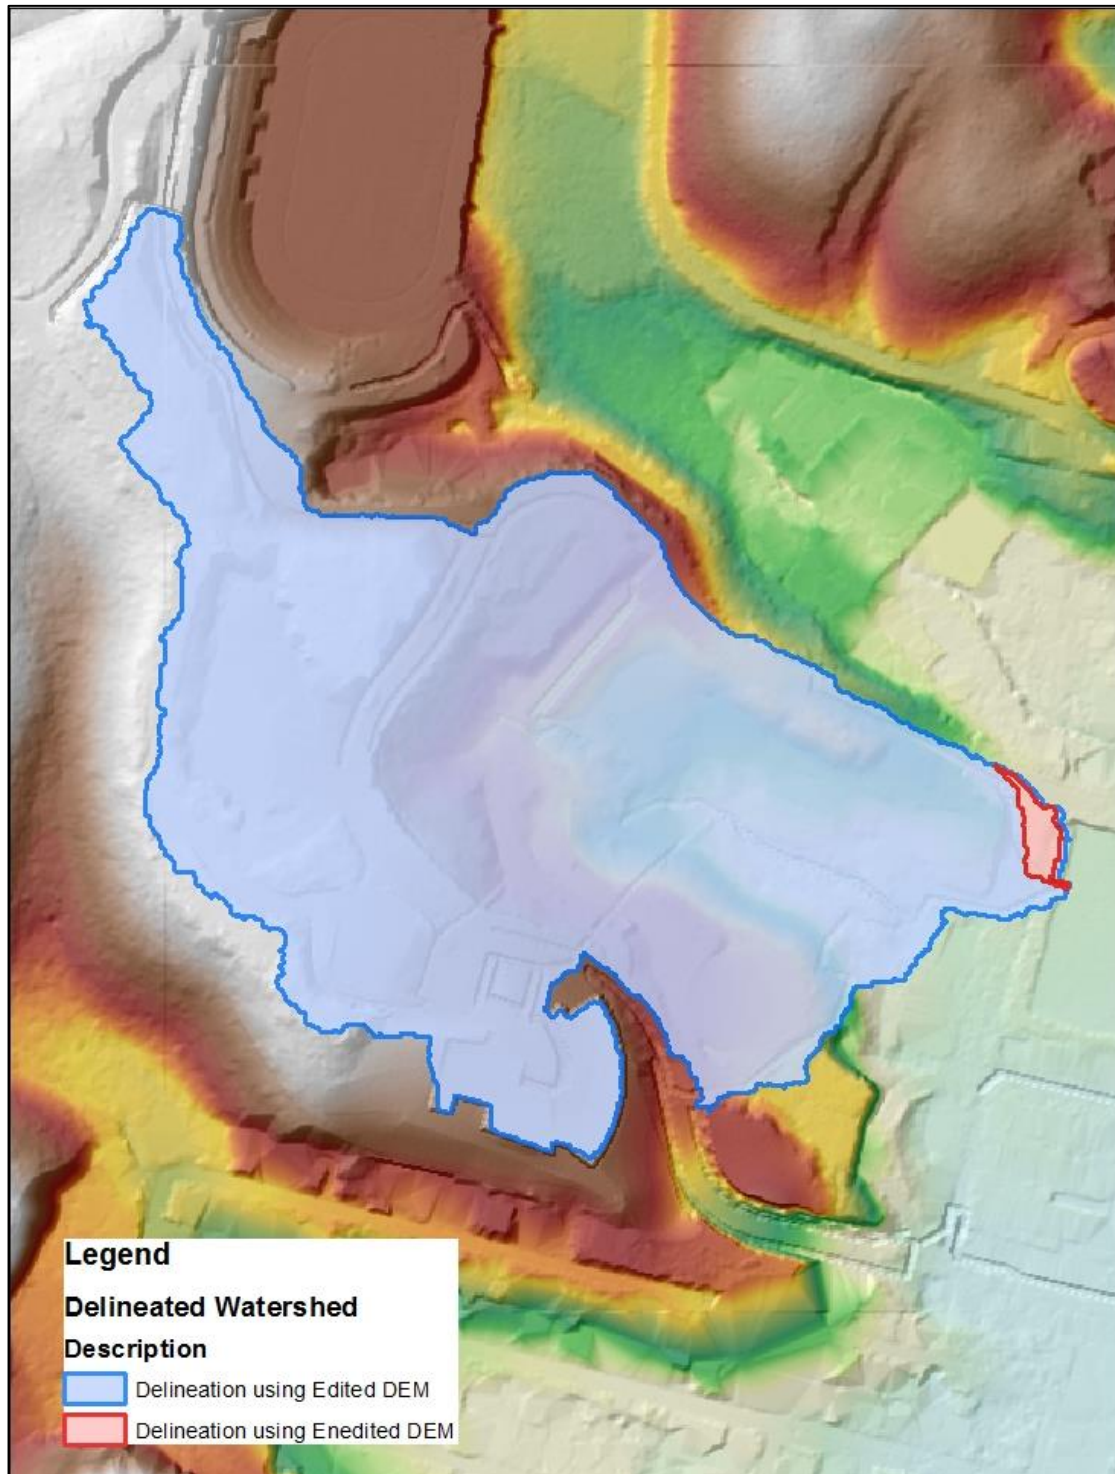 Legend
Delineated Watershed
Description
Delineation using Edited DEM
Delineation using Enedited DEM